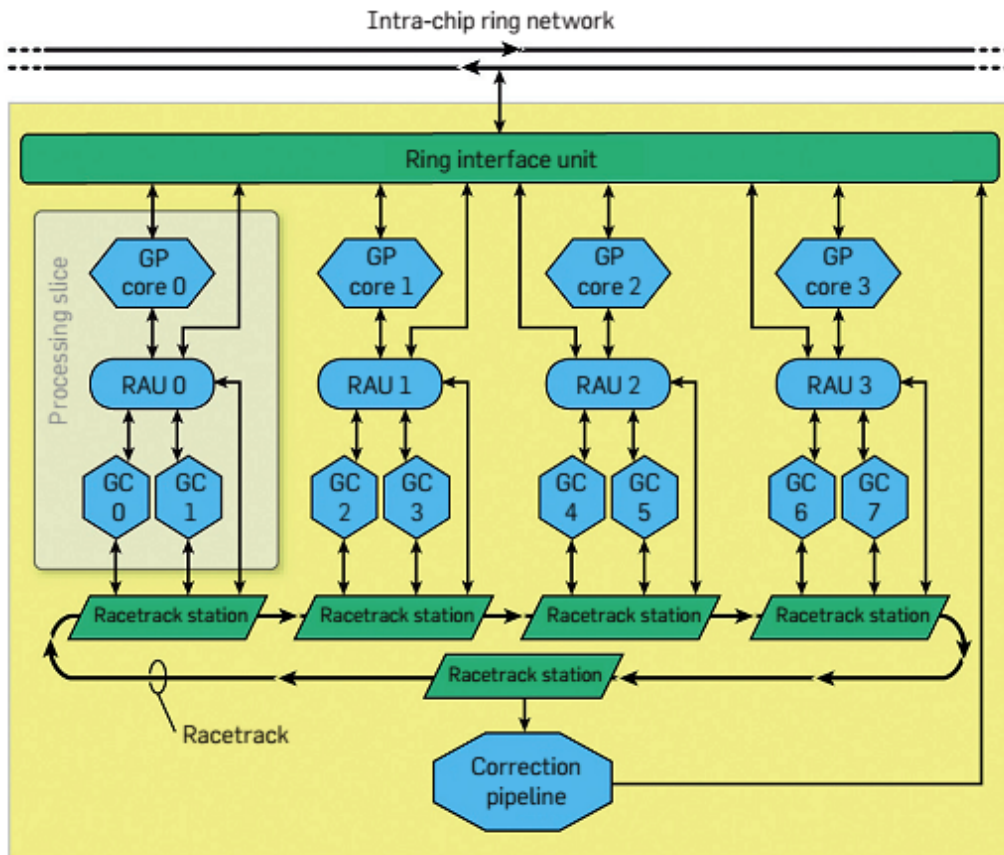 Intra-chip ring network
Ring interface unit
Processing slice
GP
core 0
GP
core 1
GP
core 2
GP
core 3
RAU 0
RAU 1
RAU 2
RAU 3
GC
0
GC
1
GC
2
GC
3
GC
4
GC
5
GC
6
GC
7
Racetrack station
Racetrack station
Racetrack station
Racetrack station
Racetrack station
Racetrack
Correction
pipeline